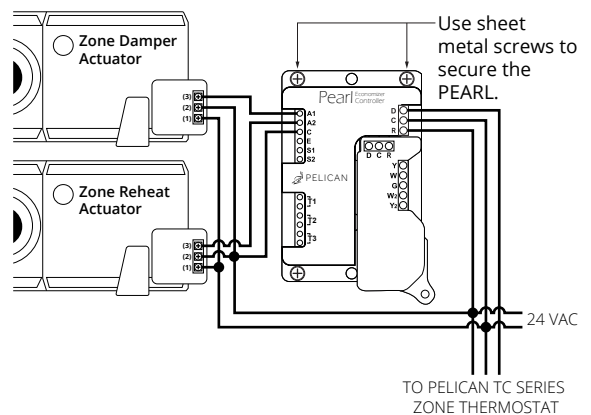 Zone Damper
Actuator
(3)
(2)
(1)
Zone Reheat
Actuator
(3)
(2)
(1)
Use sheet
metal screws to
secure the
PEARL.
Pearl Economizer
Controller
A1
A2
C
E
S1
S2
PELICAN
T1
T2
T3
D
C
R
D C R
Y
W
G
W2
Y2
24 VAC
TO PELICAN TC SERIES
ZONE THERMOSTAT